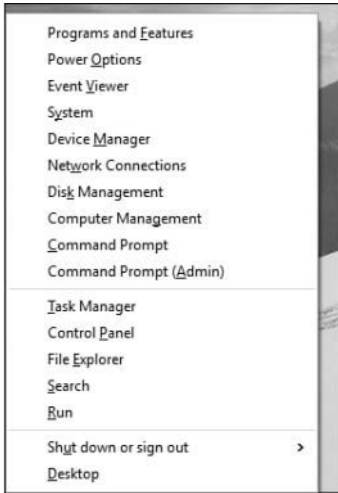 Programs and Features
Power Options
Event Viewer
System
Device Manager
Network Connections
Disk Management
Computer Management
Command Prompt
Command Prompt (Admin)
Task Manager
Control Panel
File Explorer
Search
Run
Shut down or sign out
Desktop